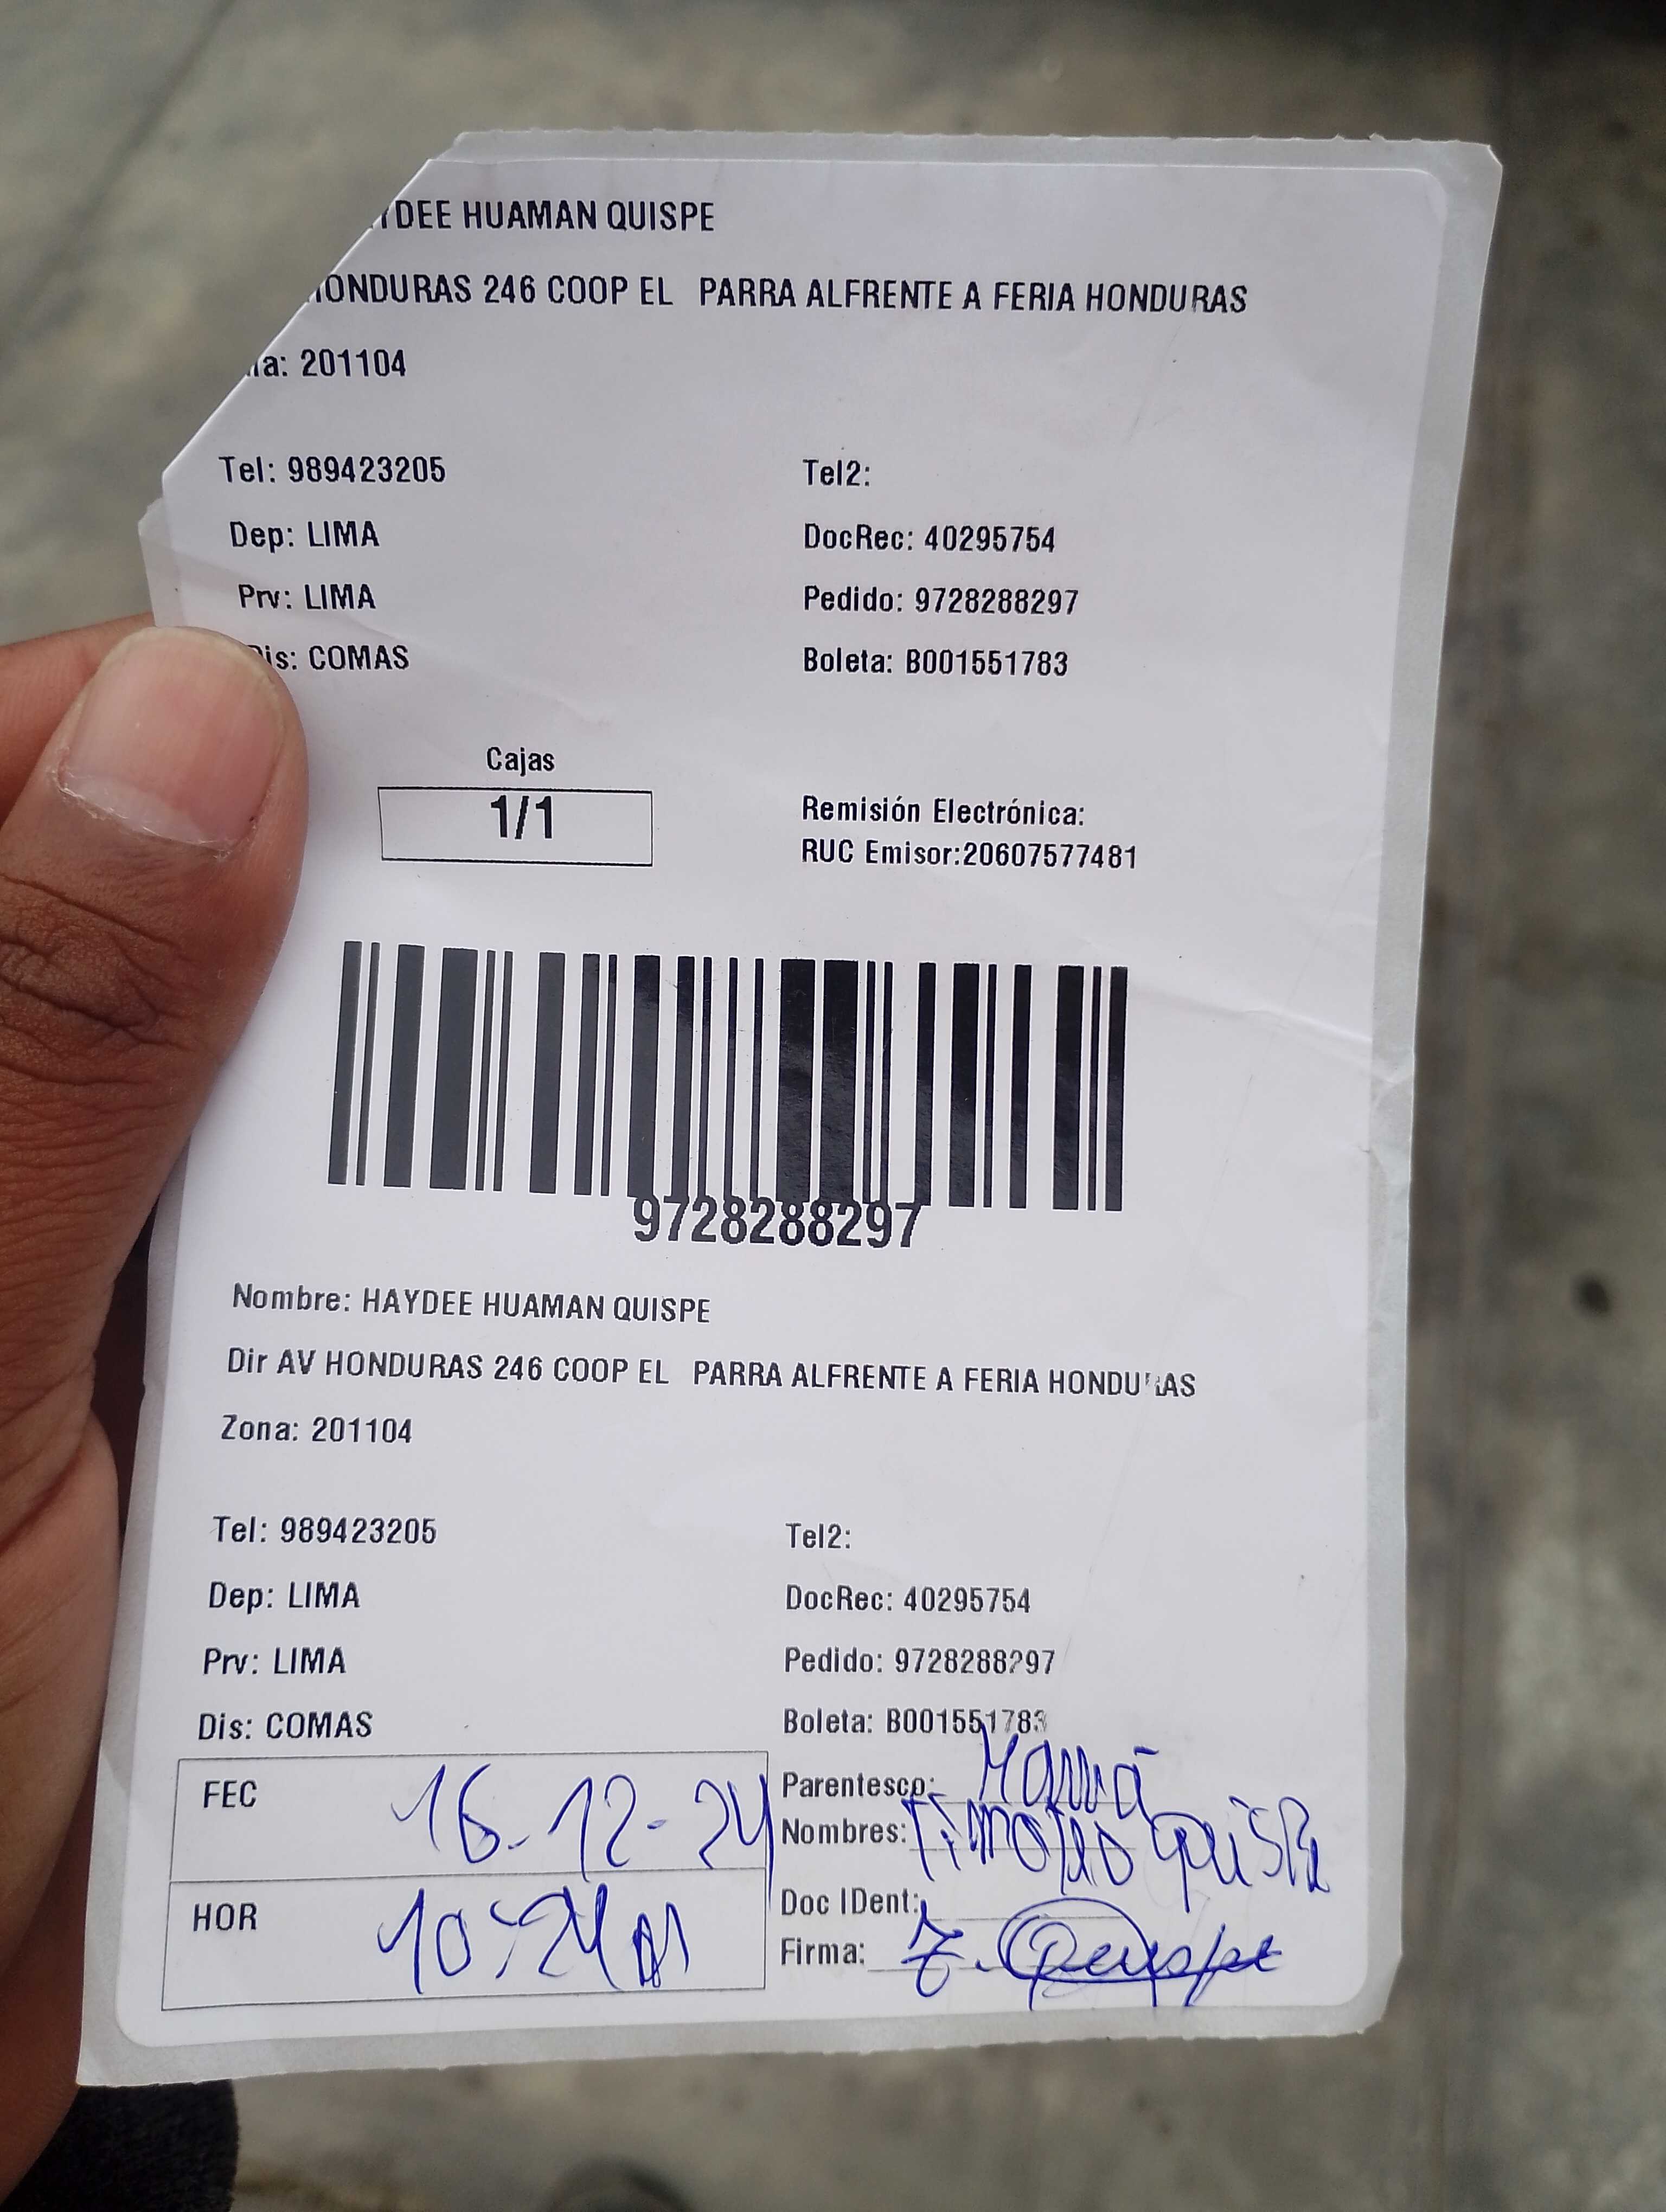 YDEE HUAMAN QUISPE
HONDURAS 246 COOP EL PARRA ALFRENTE A FERIA HONDURAS
na: 201104
Tel: 989423205 Tel2:
Dep: LIMA DocRec: 40295754
Prv: LIMA Pedido: 9728288297
Dis: COMAS Boleta: B001551783
Cajas
1/1
Remisión Electrónica:
RUC Emisor:20607577481
9728288297
Nombre: HAYDEE HUAMAN QUISPE
Dir AV HONDURAS 246 COOP EL PARRA ALFRENTE A FERIA HONDURAS
Zona: 201104
Tel: 989423205 Tel2:
Dep: LIMA DocRec: 40295754
Prv: LIMA Pedido: 9728288297
Dis: COMAS Boleta: B001551783
FEC 16-12-24
HOR 10:24
Parentesco: Mamá
Nombres:
Doc IDent:
Firma: